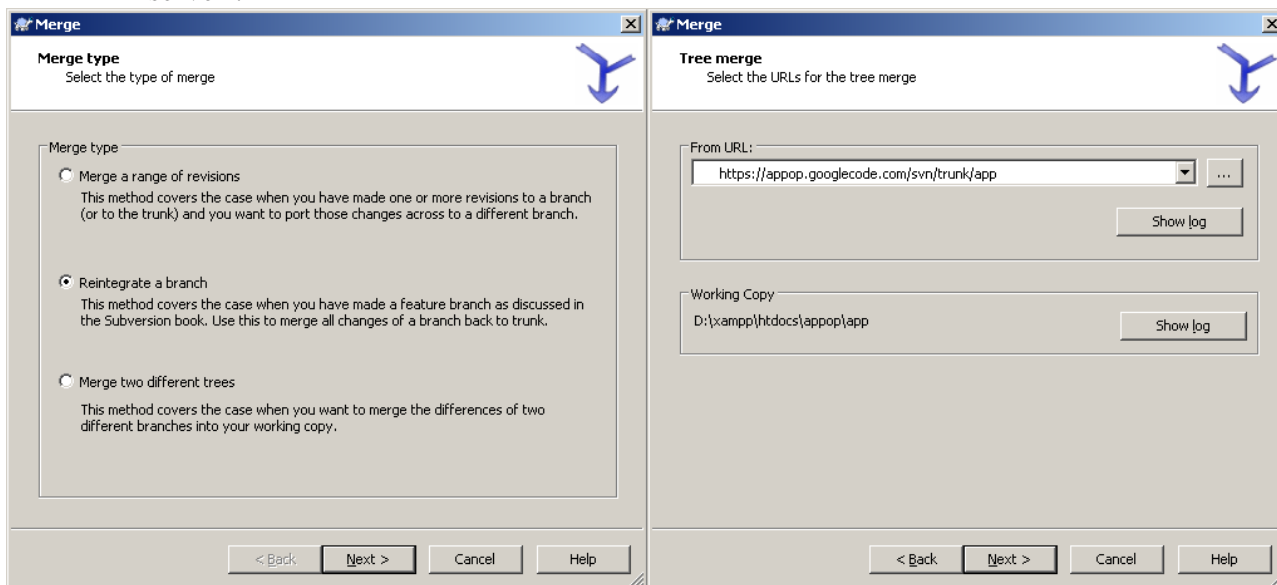 Merge
Merge type
Select the type of merge
Merge type
Merge a range of revisions
This method covers the case when you have made one or more revisions to a branch
(or to the trunk) and you want to port those changes across to a different branch.
Reintegrate a branch
This method covers the case when you have made a feature branch as discussed in
the Subversion book. Use this to merge all changes of a branch back to trunk.
Merge two different trees
This method covers the case when you want to merge the differences of two
different branches into your working copy.
< Back Next > Cancel Help
Merge
Tree merge
Select the URLs for the tree merge
From URL:
https://appop.googlecode.com/svn/trunk/app
...
Show log
Working Copy
D:\xampp\htdocs\appop\app
Show log
< Back Next > Cancel Help